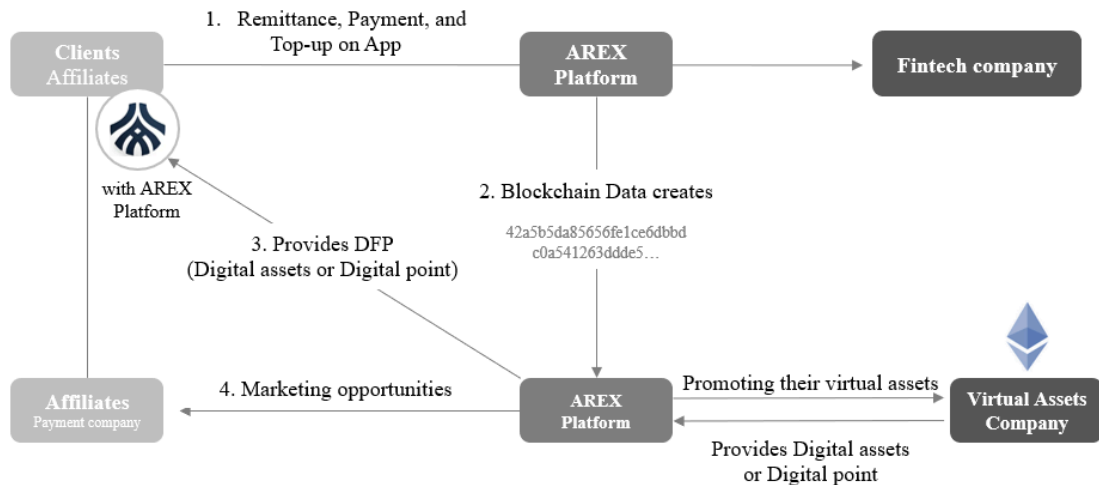 1. Remittance, Payment, and
Top-up on App
Clients
Affiliates
AREX
Platform
Fintech company
with AREX
Platform
2. Blockchain Data creates
42a5b5da85656fe1ce6dbbd
c0a541263ddde5…
3. Provides DFP
(Digital assets or Digital point)
4. Marketing opportunities
Affiliates
Payment company
AREX
Platform
Promoting their virtual assets
Virtual Assets
Company
Provides Digital assets
or Digital point